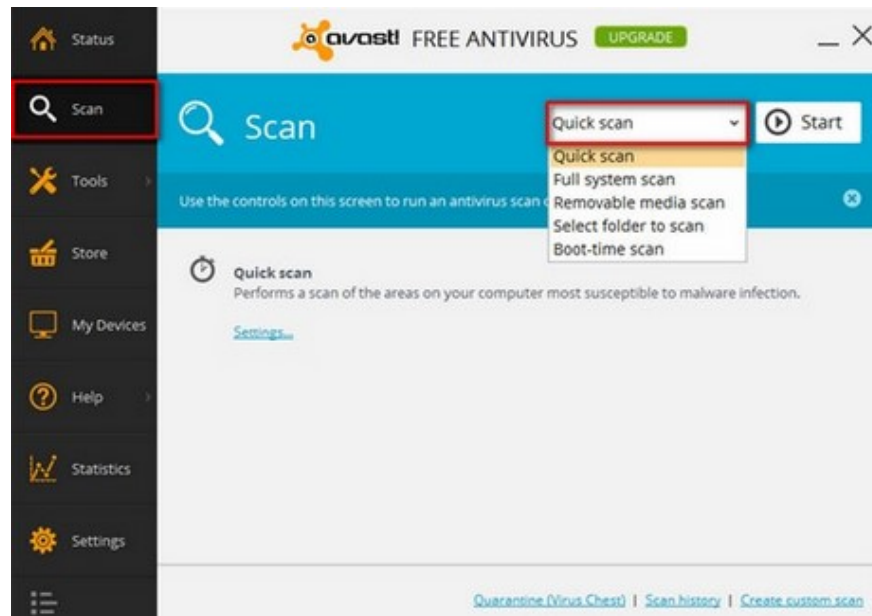 Status
avast! FREE ANTIVIRUS UPGRADE
Scan
Scan
Quick scan
Start
Quick scan
Full system scan
Removable media scan
Select folder to scan
Boot-time scan
Tools
Use the controls on this screen to run an antivirus scan
Store
Quick scan
Performs a scan of the areas on your computer most susceptible to malware infection.
My Devices
Settings...
Help
Statistics
Settings
Quarantine (Virus Chest) | Scan history | Create custom scan